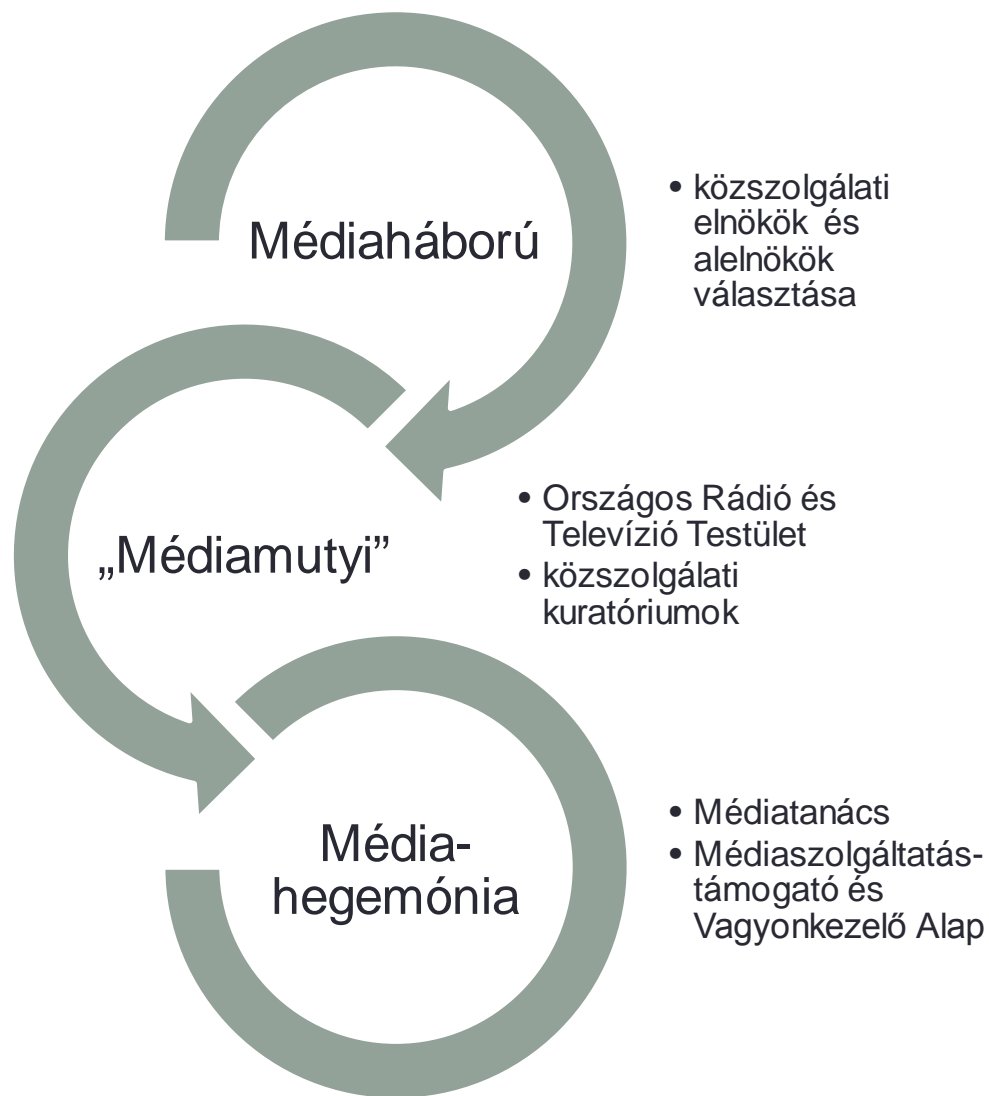 Médiaháború
• közszolgálati
elnökök és
alelnökök
választása
„Médiamutyi”
• Országos Rádió és
Televízió Testület
• közszolgálati
kuratóriumok
Média-
hegemónia
• Médiatanács
• Médiaszolgáltatás-
támogató és
Vagyonkezelő Alap